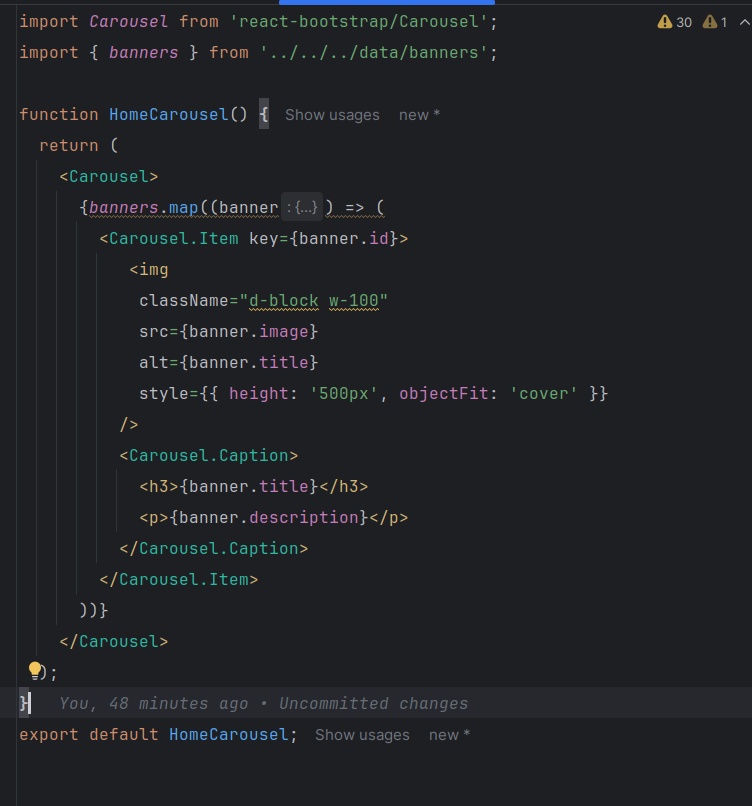 import Carousel from 'react-bootstrap/Carousel';
30 1
import { banners } from '../../../data/banners';
function HomeCarousel() { Show usages new *
return (
<Carousel>
{banners.map((banner : {...} ) => (
<Carousel.Item key={banner.id}>
<img
className="d-block w-100"
src={banner.image}
alt={banner.title}
style={{ height: '500px', objectFit: 'cover' }}
/>
<Carousel.Caption>
<h3>{banner.title}</h3>
<p>{banner.description}</p>
</Carousel.Caption>
</Carousel.Item>
))}
</Carousel>
);
} You, 48 minutes ago • Uncommitted changes
export default HomeCarousel; Show usages new *